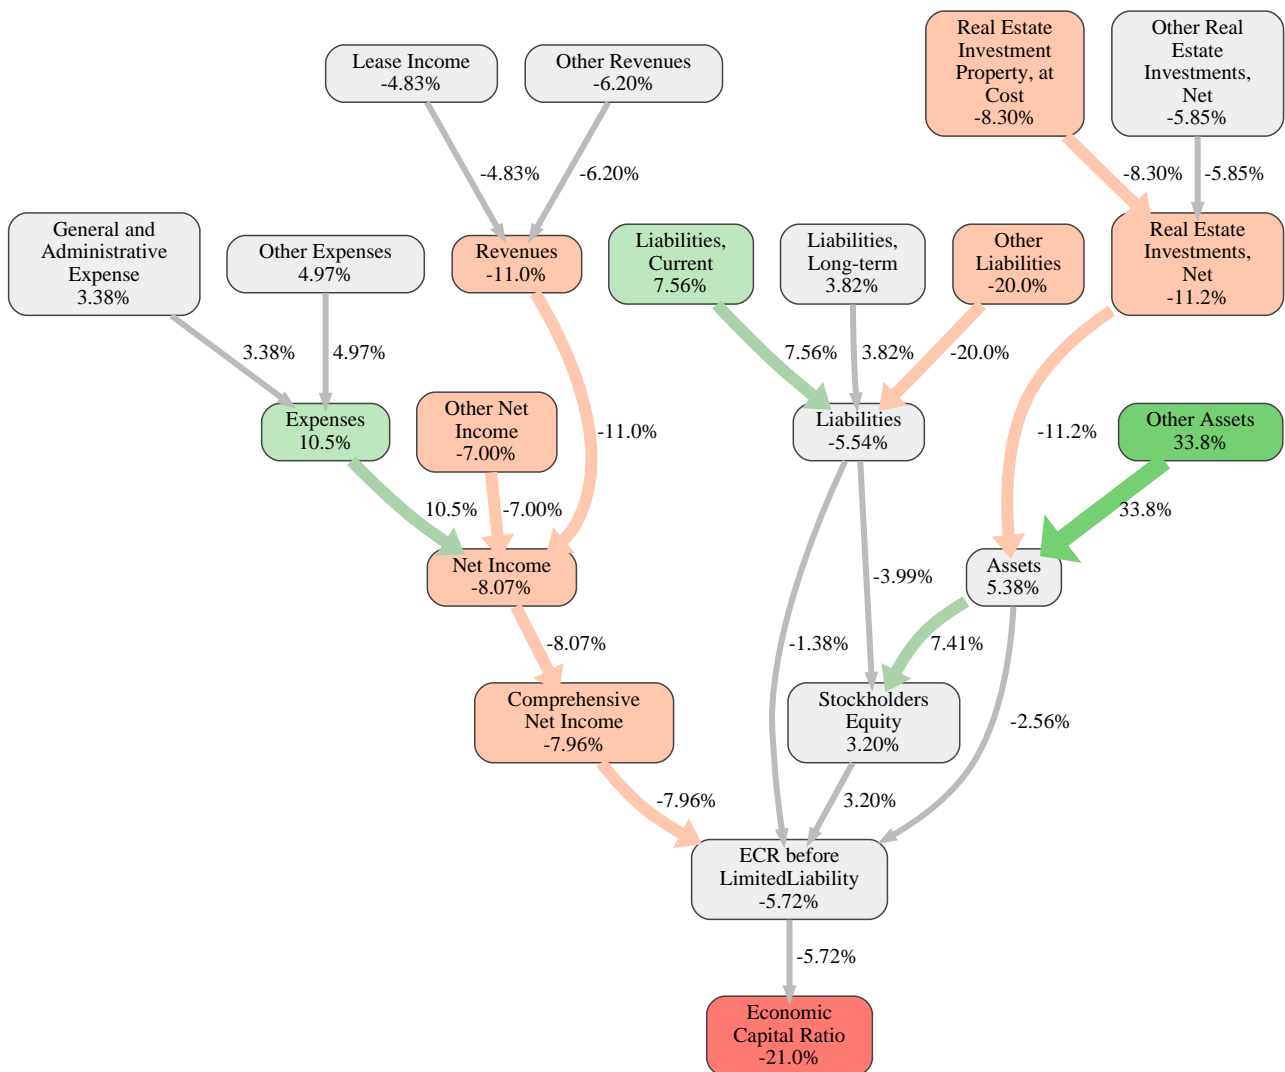 Real Estate
Investment
Property, at
Cost
-8.30%
Other Real
Estate
Investments,
Net
-5.85%
Lease Income
-4.83%
Other Revenues
-6.20%
-4.83%
-6.20%
-8.30%
-5.85%
General and
Administrative
Expense
3.38%
Other Expenses
4.97%
Revenues
-11.0%
Liabilities,
Current
7.56%
Liabilities,
Long-term
3.82%
Other
Liabilities
-20.0%
Real Estate
Investments,
Net
-11.2%
3.38%
4.97%
7.56%
3.82%
-20.0%
Expenses
10.5%
Other Net
Income
-7.00%
-11.0%
Liabilities
-5.54%
-11.2%
Other Assets
33.8%
10.5%
-7.00%
33.8%
Net Income
-8.07%
-3.99%
Assets
5.38%
-8.07%
-1.38%
7.41%
Comprehensive
Net Income
-7.96%
Stockholders
Equity
3.20%
-2.56%
-7.96%
3.20%
ECR before
LimitedLiability
-5.72%
-5.72%
Economic
Capital Ratio
-21.0%